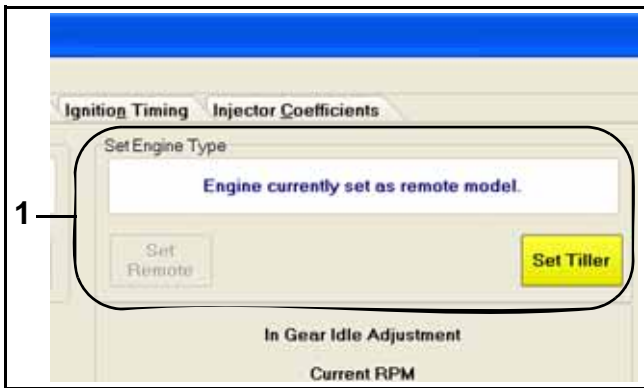 Ignition Timing Injector Coefficients
Set Engine Type
Engine currently set as remote model.
1
Set Remote
Set Tiller
In Gear Idle Adjustment
Current RPM